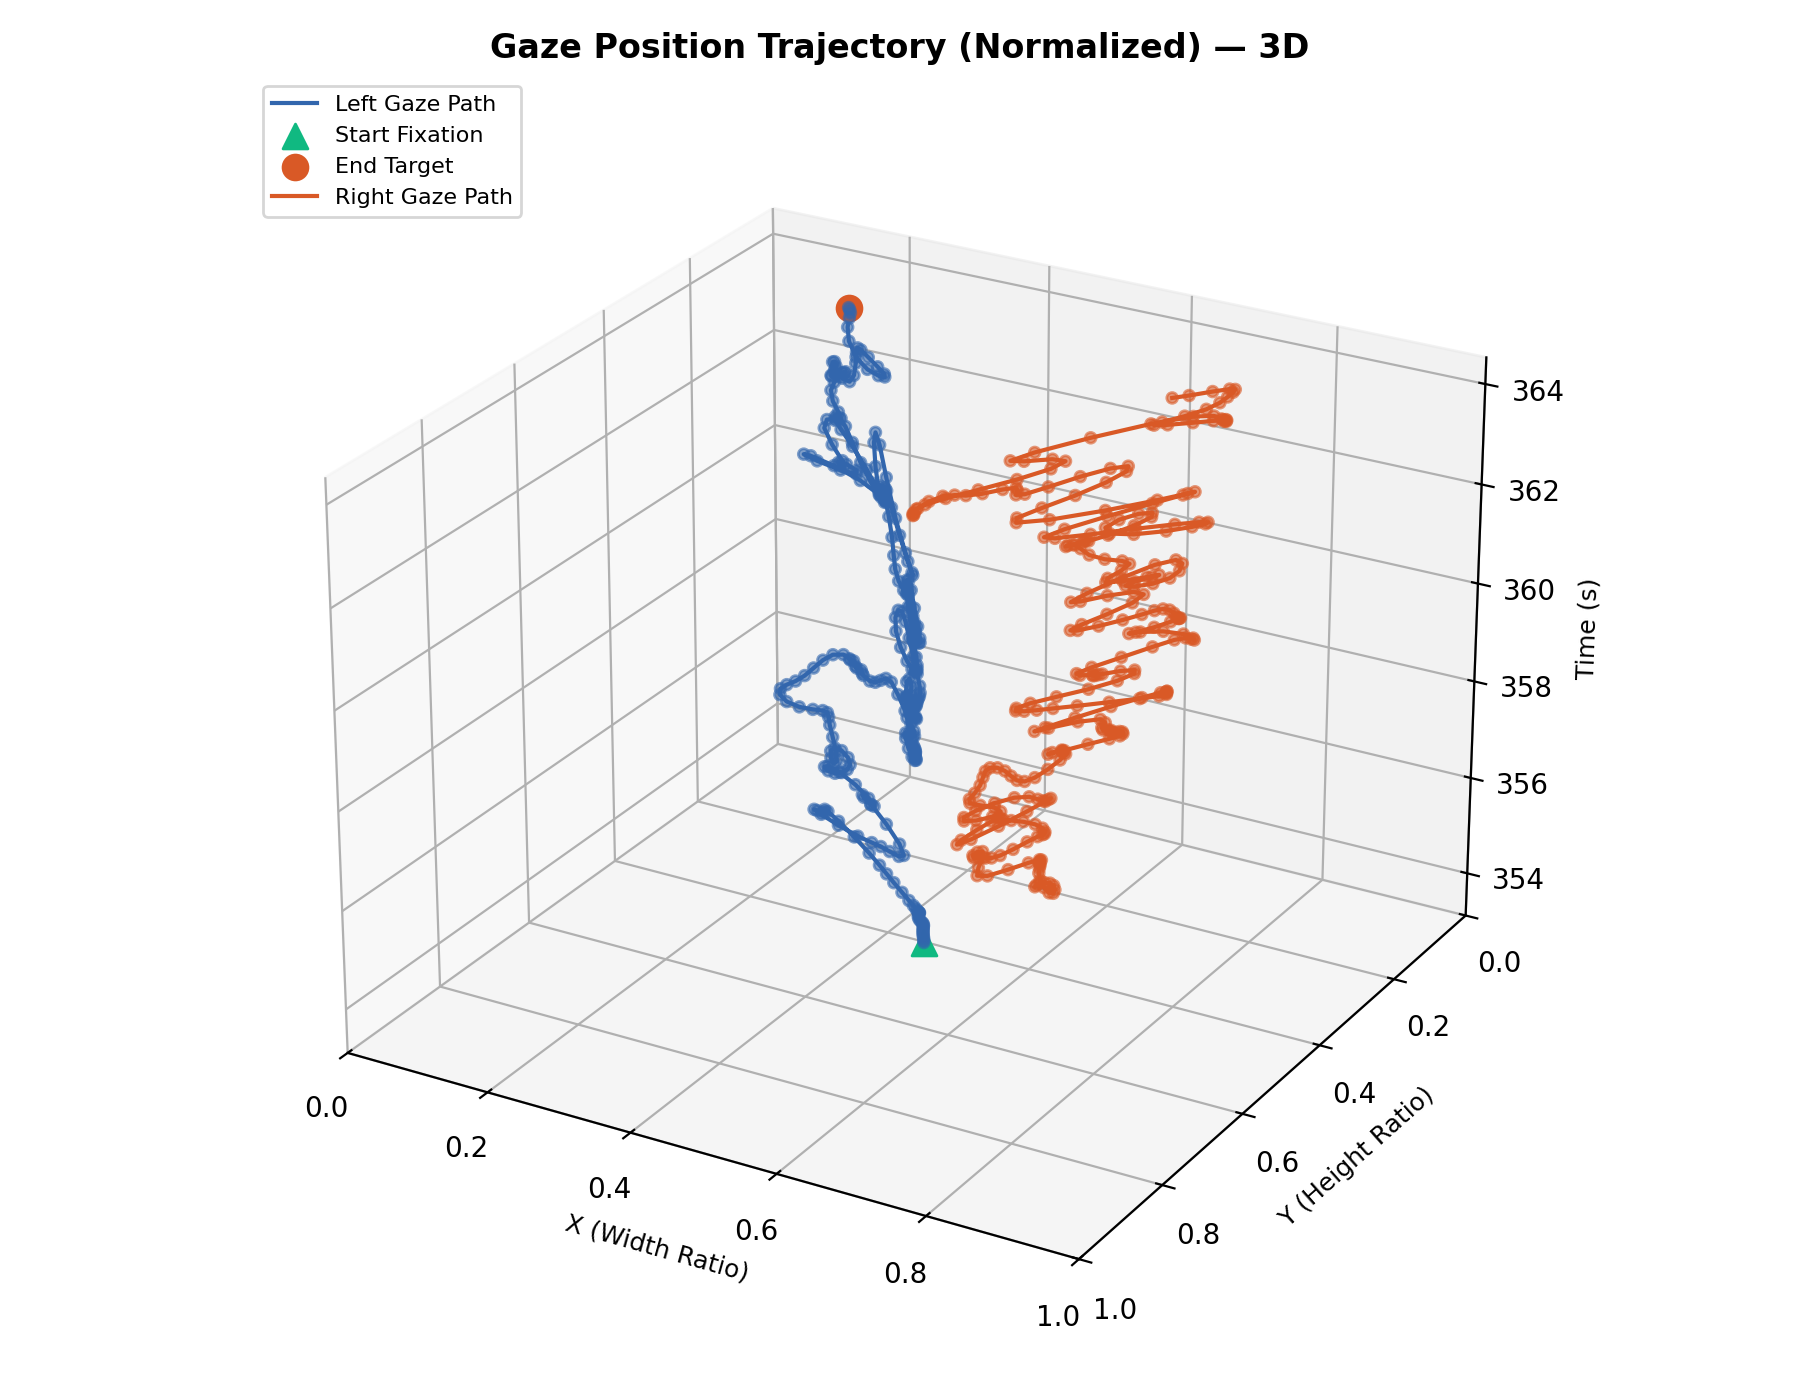 Gaze Position Trajectory (Normalized) — 3D
Left Gaze Path
Start Fixation
End Target
Right Gaze Path
364
362
360
358
356
354
Time (s)
0.0
0.2
0.4
0.6
0.8
1.0
Y (Height Ratio)
0.0
0.2
0.4
0.6
0.8
1.0
X (Width Ratio)